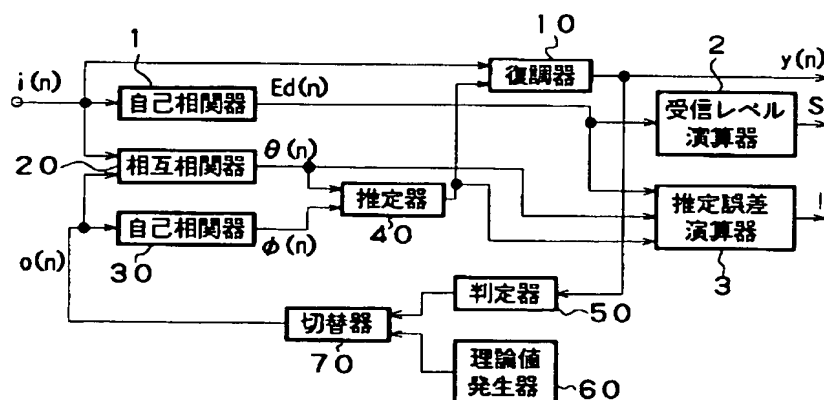 1
10
2
i(n)
自己相関器
Ed(n)
復調器
y(n)
受信レベル
演算器
S
20
相互相関器
θ(n)
推定器
40
推定誤差
演算器
I
3
自己相関器
30
φ(n)
o(n)
切替器
70
判定器
50
理論値
発生器
60